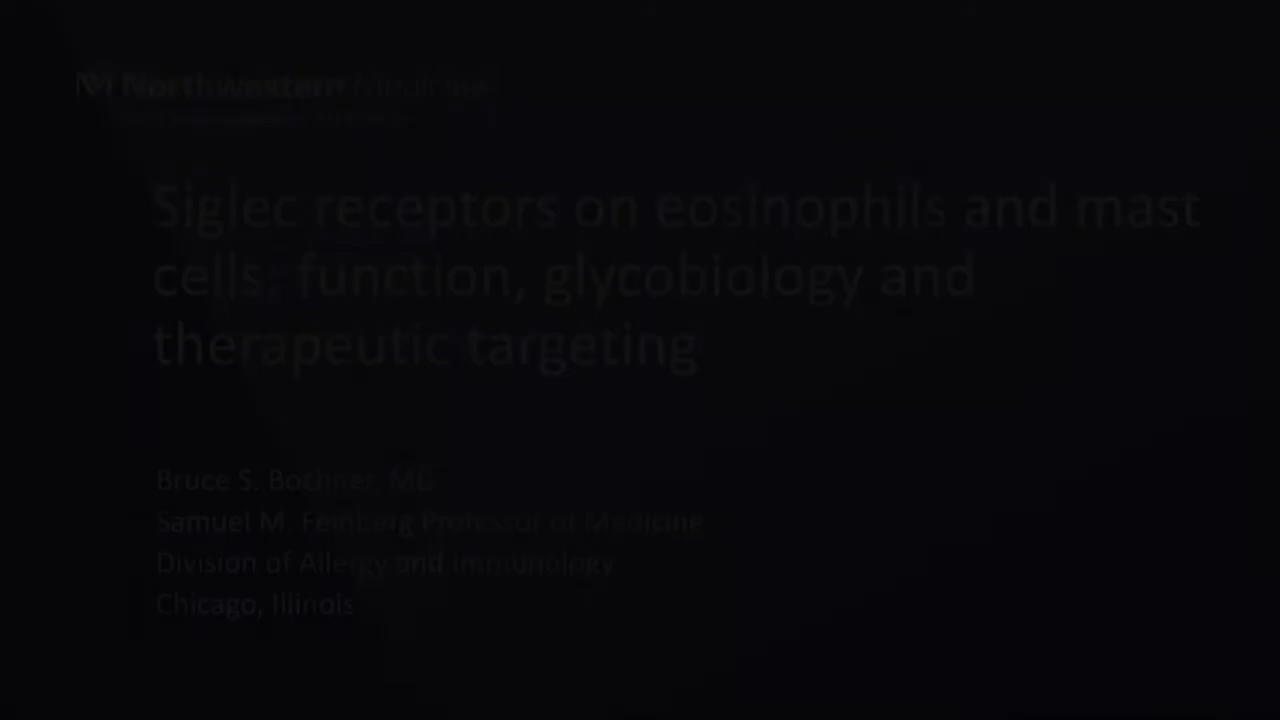 Northwestern Medicine
Siglec receptors on eosinophils and mast
cells: function, glycobiology and
therapeutic targeting
Bruce S. Bochner, MD
Samuel M. Feinberg Professor of Medicine
Division of Allergy and Immunology
Chicago, Illinois